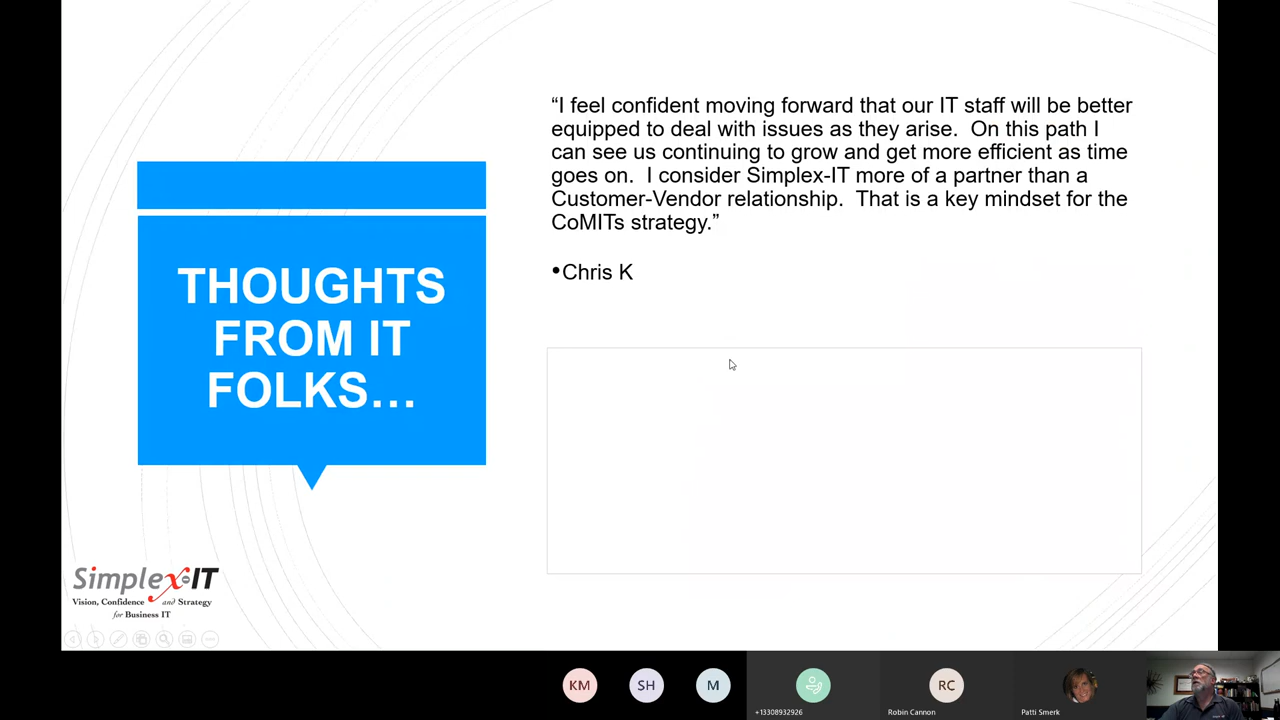 “I feel confident moving forward that our IT staff will be better
equipped to deal with issues as they arise.  On this path I
can see us continuing to grow and get more efficient as time
goes on.  I consider Simplex-IT more of a partner than a
Customer-Vendor relationship.  That is a key mindset for the
CoMITs strategy.”
•Chris K
THOUGHTS
FROM IT
FOLKS…
Simplex-IT
Vision, Confidence and Strategy
for Business IT
KM
SH
M
+13308932926
RC
Robin Cannon
Patti Smerk